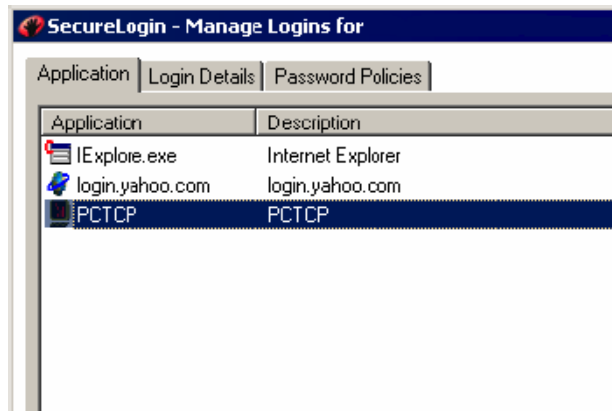 SecureLogin - Manage Logins for
Application Login Details Password Policies
Application Description
IExplore.exe Internet Explorer
login.yahoo.com login.yahoo.com
PCTCP PCTCP